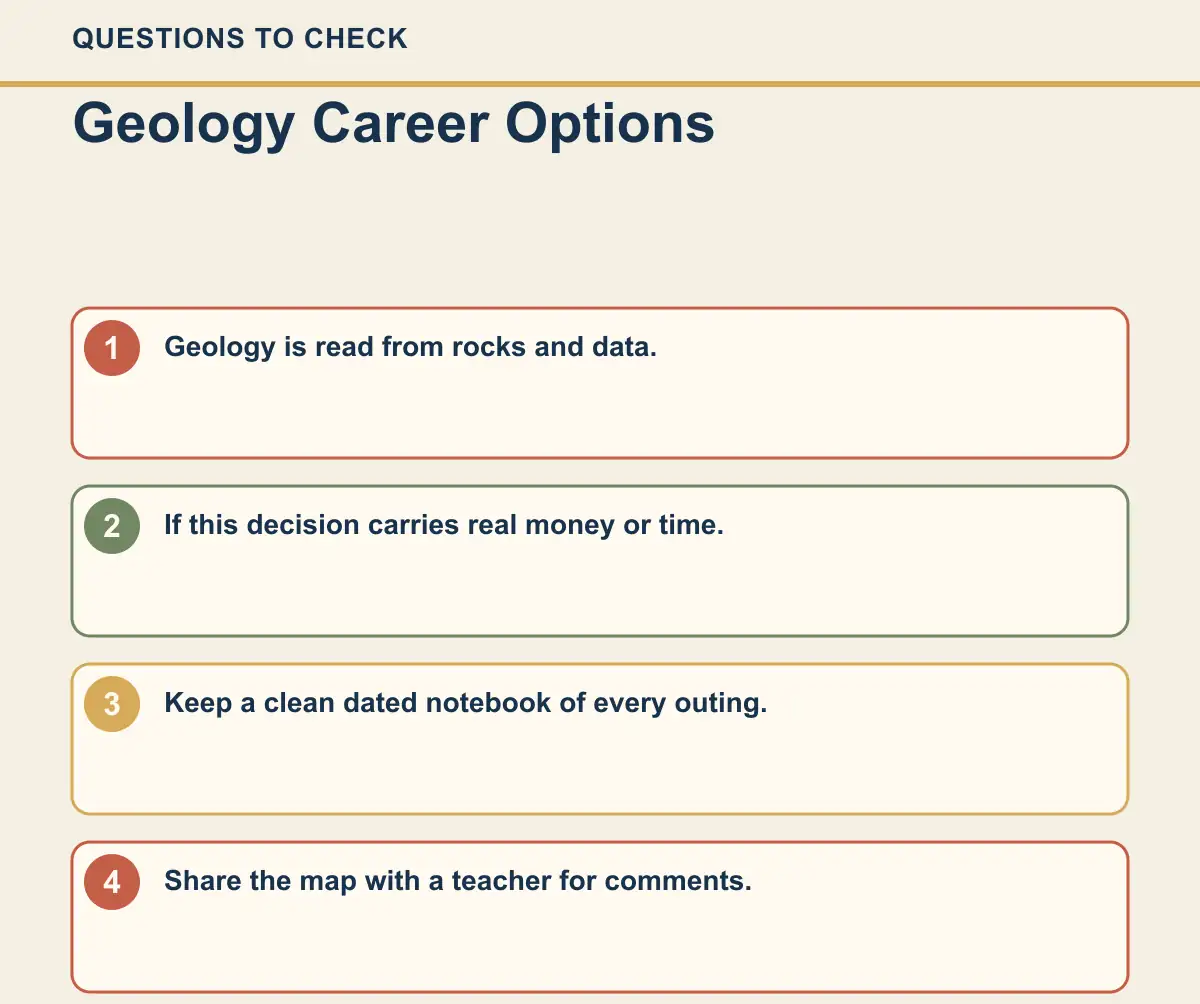 QUESTIONS TO CHECK
Geology Career Options
1 Geology is read from rocks and data.
2 If this decision carries real money or time.
3 Keep a clean dated notebook of every outing.
4 Share the map with a teacher for comments.